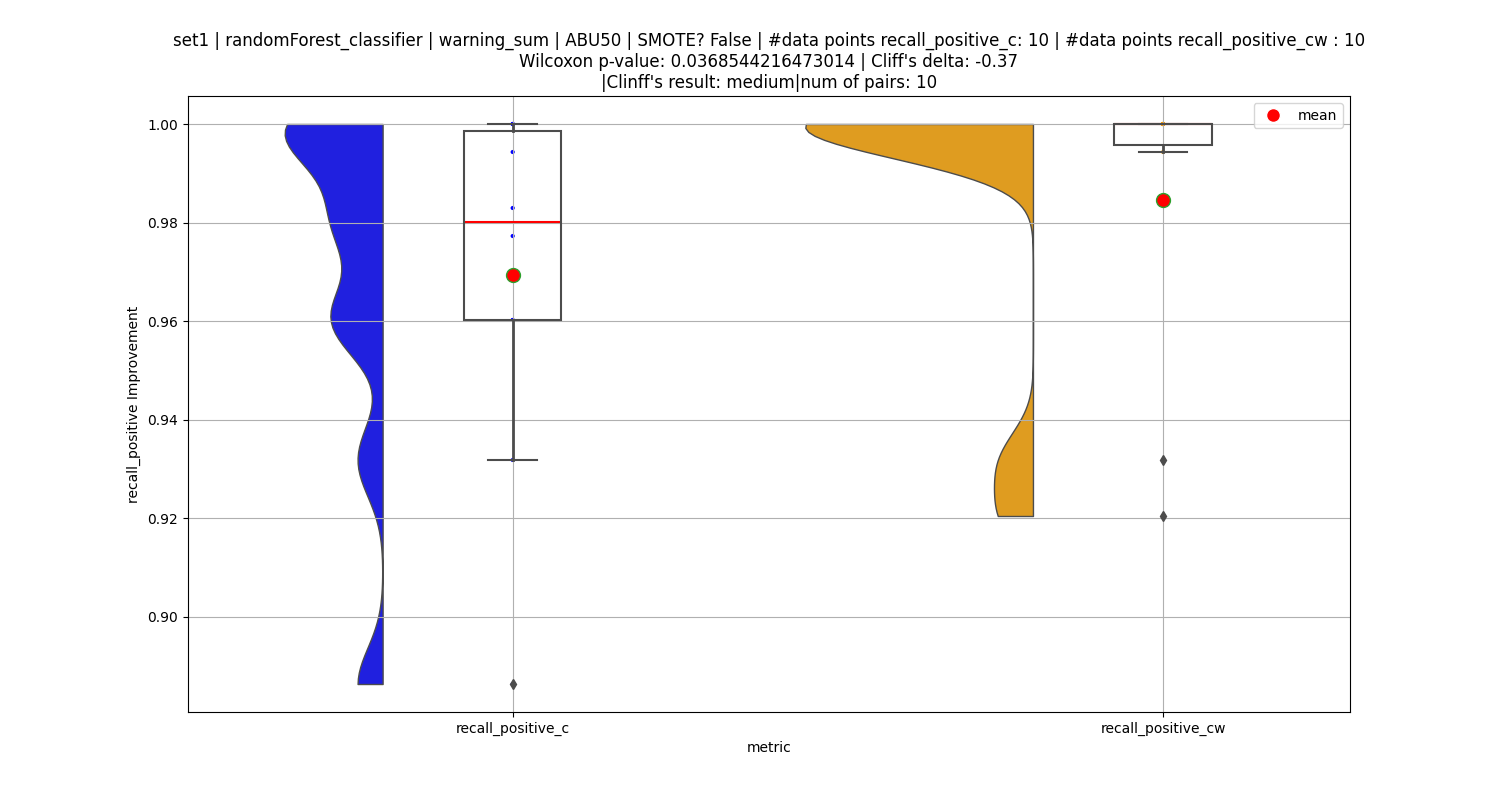 set1 | randomForest_classifier | warning_sum | ABU50 | SMOTE? False | #data points recall_positive_c: 10 | #data points recall_positive_cw : 10
Wilcoxon p-value: 0.0368544216473014 | Cliff's delta: -0.37
|Clinff's result: medium|num of pairs: 10
mean
1.00
0.98
0.96
0.94
0.92
0.90
recall_positive Improvement
recall_positive_c
recall_positive_cw
metric